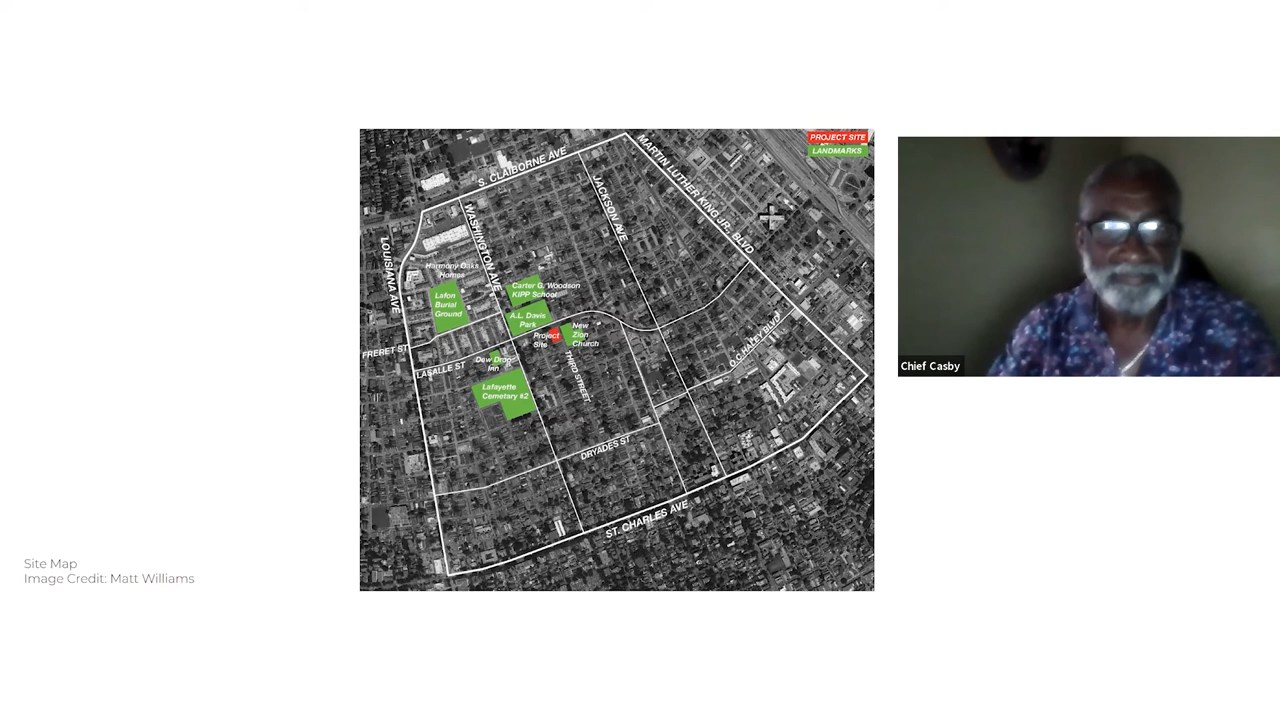 PROJECT SITE
LANDMARKS
S. CLAIBORNE AVE
MARTIN LUTHER KING JR. BLVD
JACKSON AVE
WASHINGTON AVE
LOUISIANA AVE
Harmony Oaks
Homes
Carter G. Woodson
KIPP School
Lafon
Burial
Ground
A.L. Davis
Park
Project
Site
New
Zion
Church
FRERET ST
LASALLE ST
Dew Drop
Inn
THIRD STREET
O.C. HALEY BLVD
Lafayette
Cemetary #2
DRYADES ST
ST. CHARLES AVE
Chief Casby
Site Map
Image Credit: Matt Williams